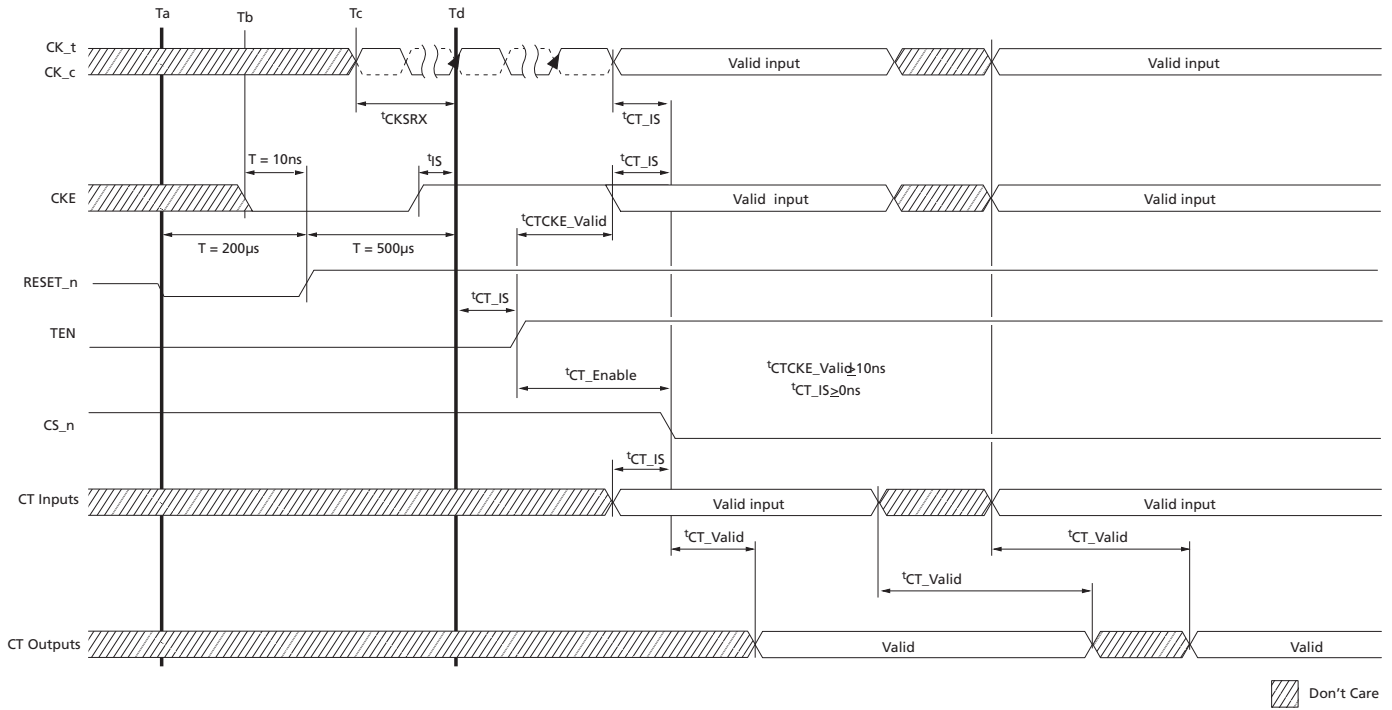 Ta Tb Tc Td
CK_t
CK_c
Valid input Valid input
tCKSRX tCT_IS
T = 10ns tIS tCT_IS
CKE Valid input Valid input
tCTCKE_Valid
T = 200µs T = 500µs
RESET_n
tCT_IS
TEN
tCT_Enable
tCTCKE_Valid≥10ns
tCT_IS≥0ns
CS_n
tCT_IS
CT Inputs Valid input Valid input
tCT_Valid tCT_Valid
tCT_Valid
CT Outputs Valid Valid
Don't Care